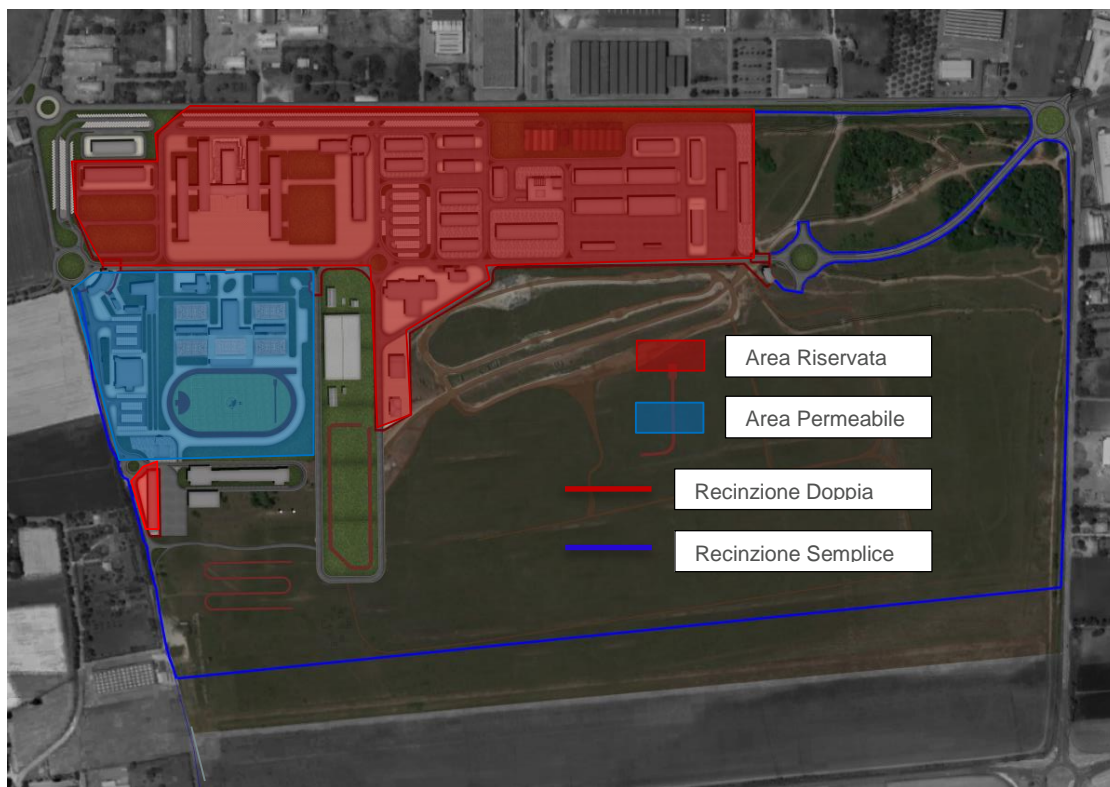 Area Riservata
Area Permeabile
Recinzione Doppia
Recinzione Semplice